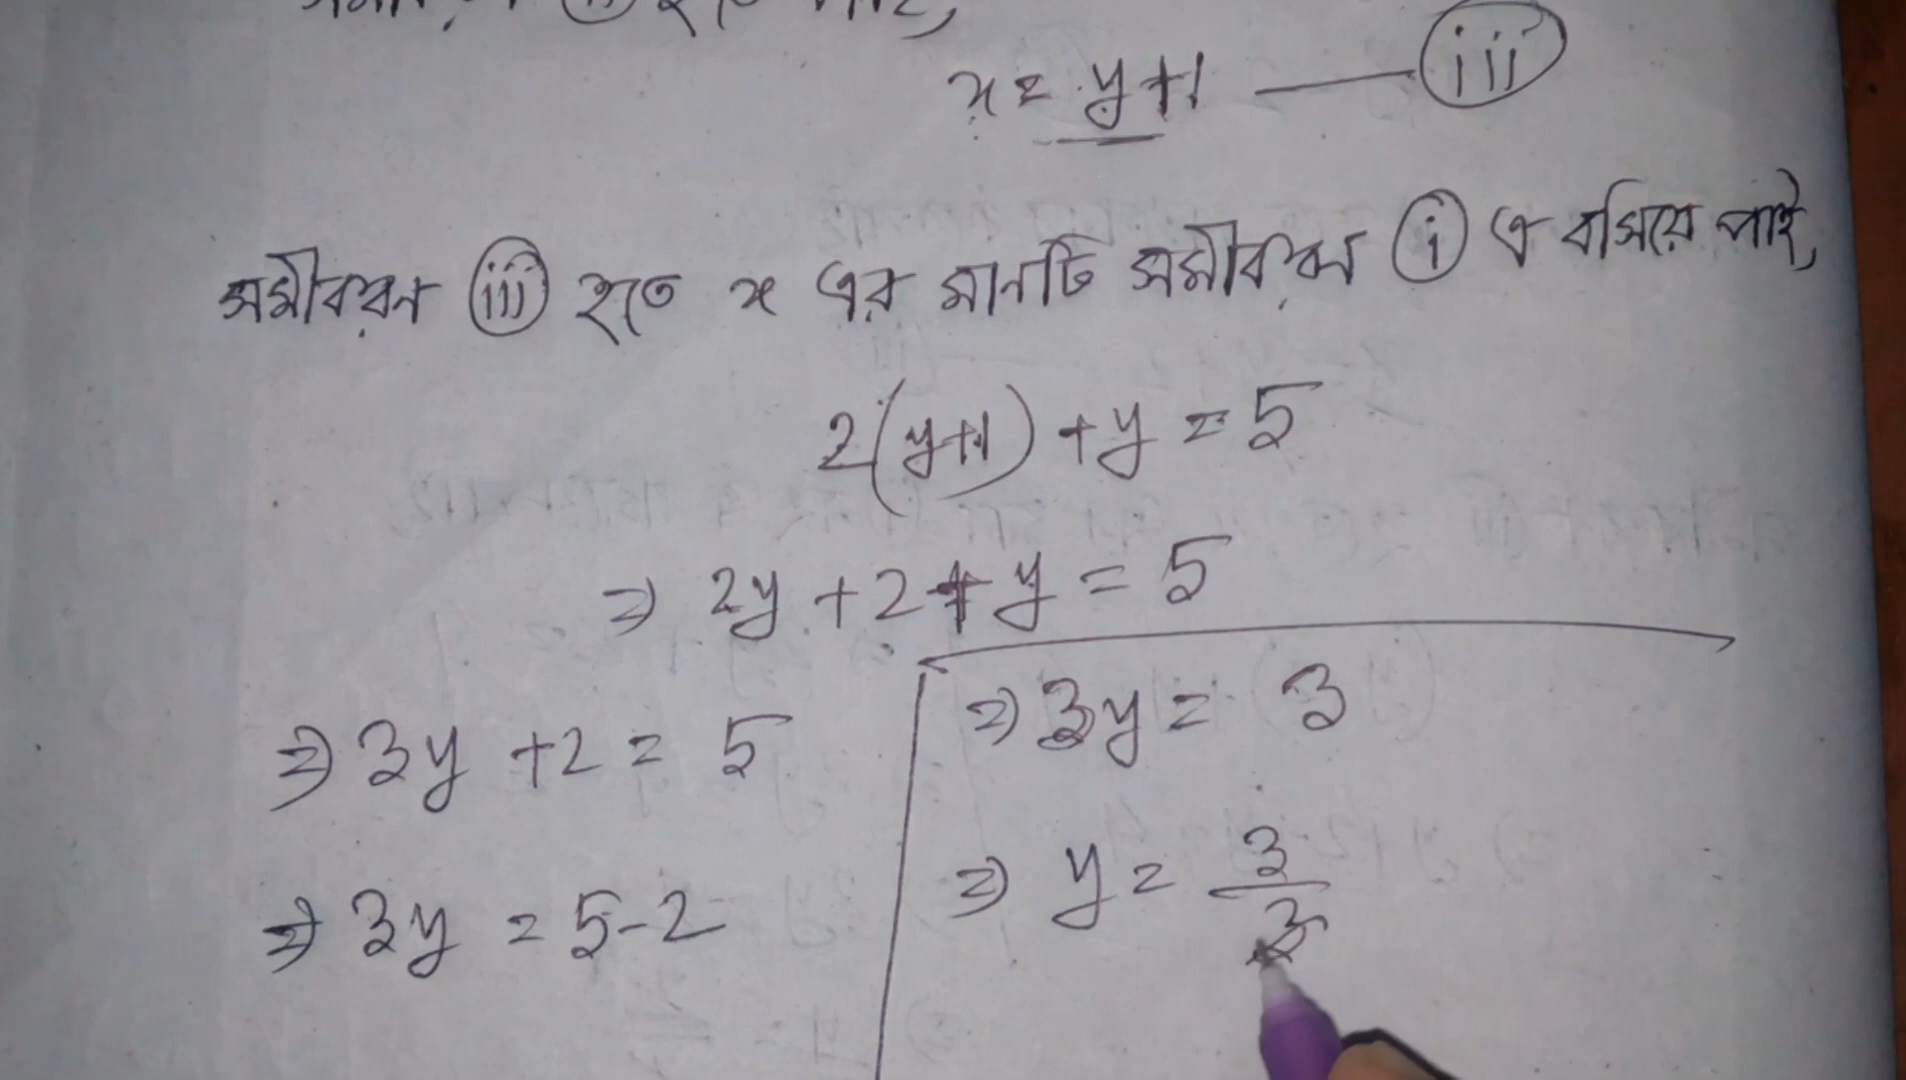 x = y+1 — (iii)
সমীকরণ (iii) হতে x এর মানটি সমীকরণ (i) এ বসিয়ে পাই,
2(y+1) + y = 5
⇒ 2y + 2 + y = 5
⇒ 3y + 2 = 5
⇒ 3y = 5-2
⇒ 3y = 3
⇒ y = 3/3